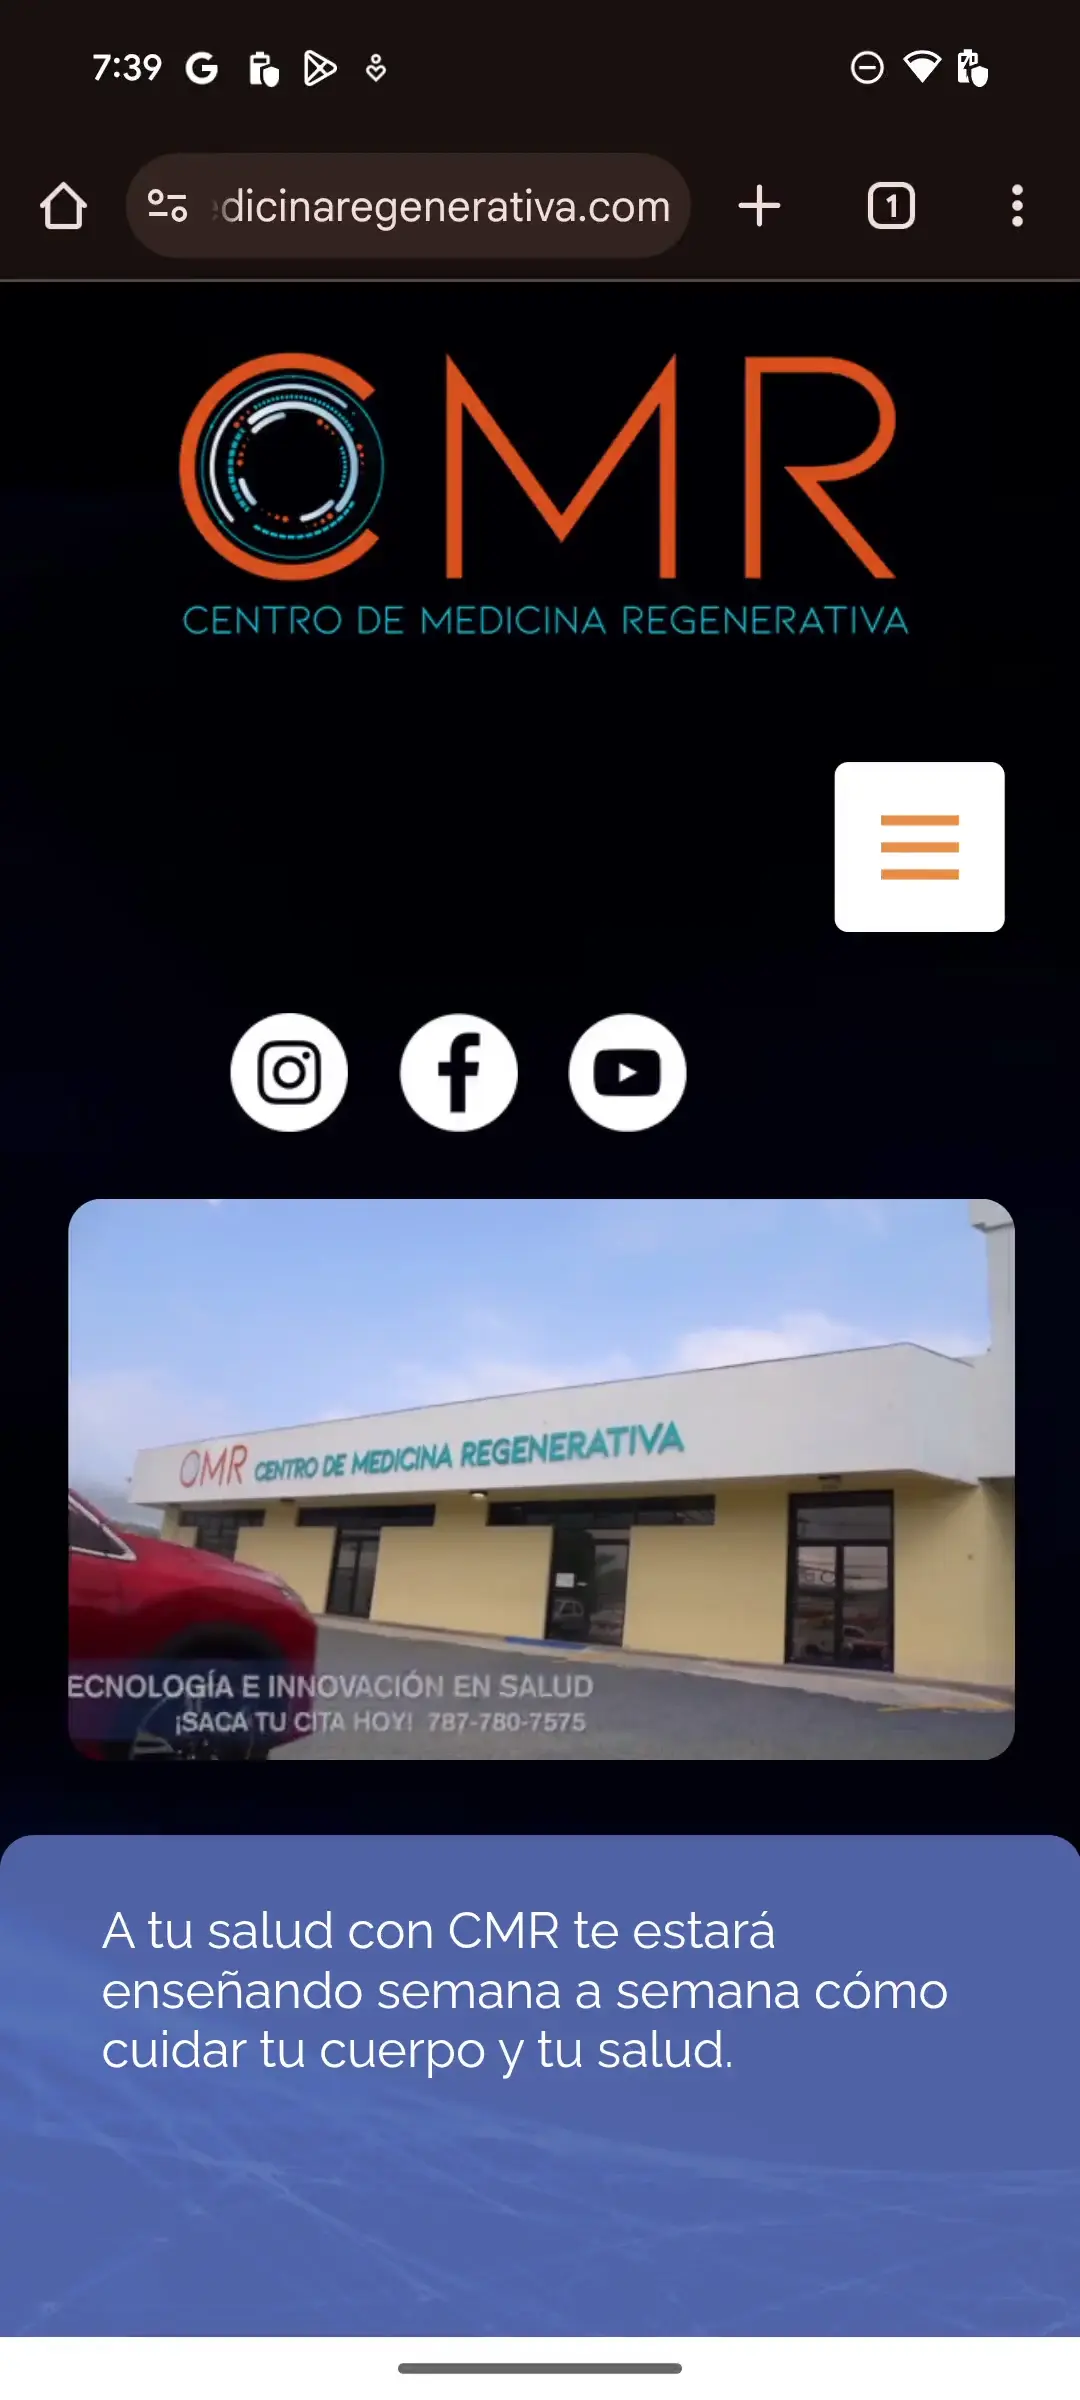 7:39
dicinaregenerativa.com
1
CMR
CENTRO DE MEDICINA REGENERATIVA
CMR CENTRO DE MEDICINA REGENERATIVA
ECNOLOGÍA E INNOVACIÓN EN SALUD
¡SACA TU CITA HOY! 787-780-7575
A tu salud con CMR te estará
enseñando semana a semana cómo
cuidar tu cuerpo y tu salud.